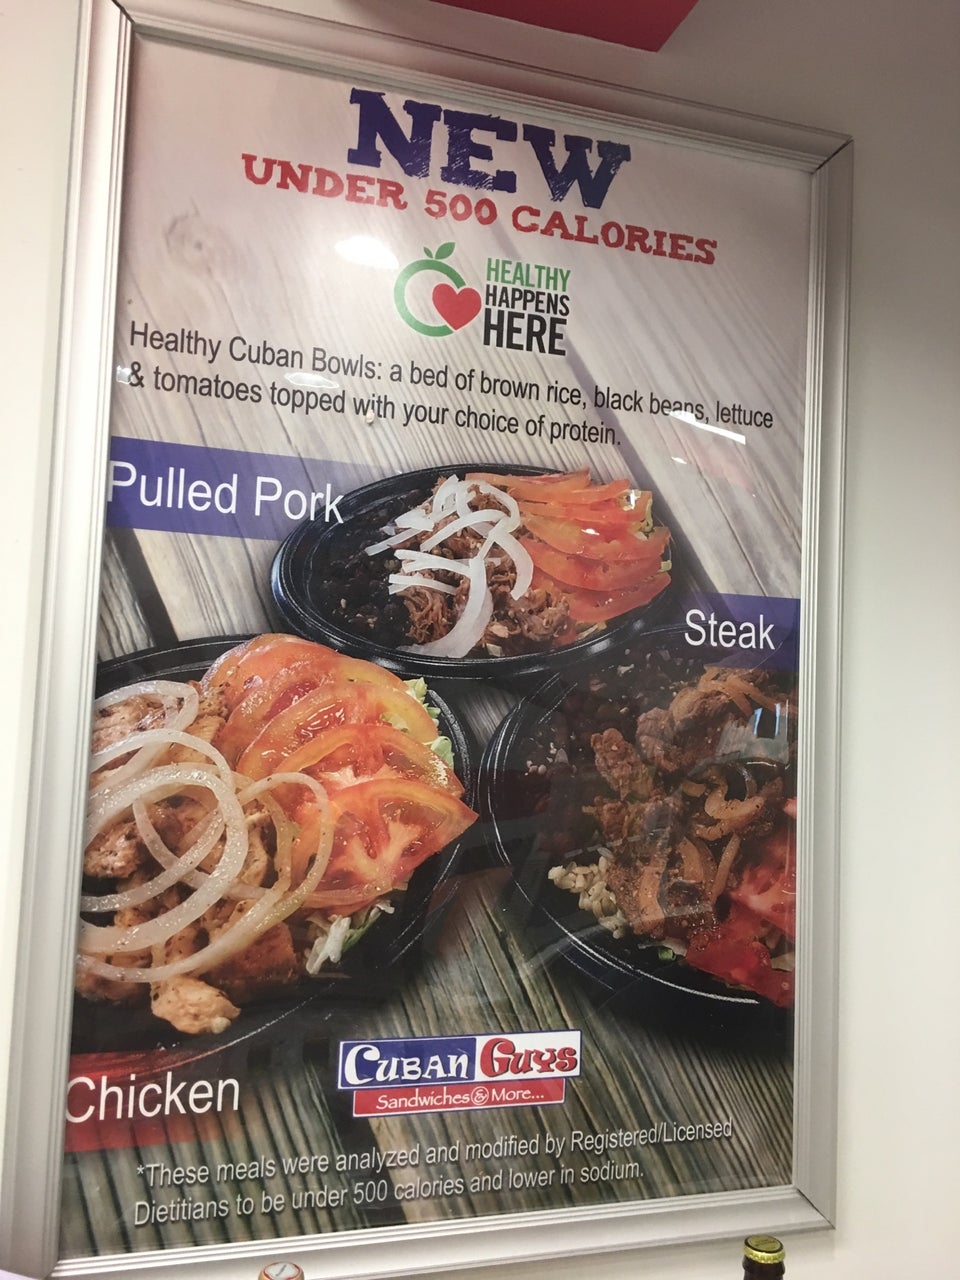 NEW
UNDER 500 CALORIES
HEALTHY
HAPPENS
HERE
Healthy Cuban Bowls: a bed of brown rice, black beans, lettuce
& tomatoes topped with your choice of protein.
Pulled Pork
Steak
Chicken
CUBAN GUYS
Sandwiches & More...
*These meals were analyzed and modified by Registered/Licensed
Dietitians to be under 500 calories and lower in sodium.